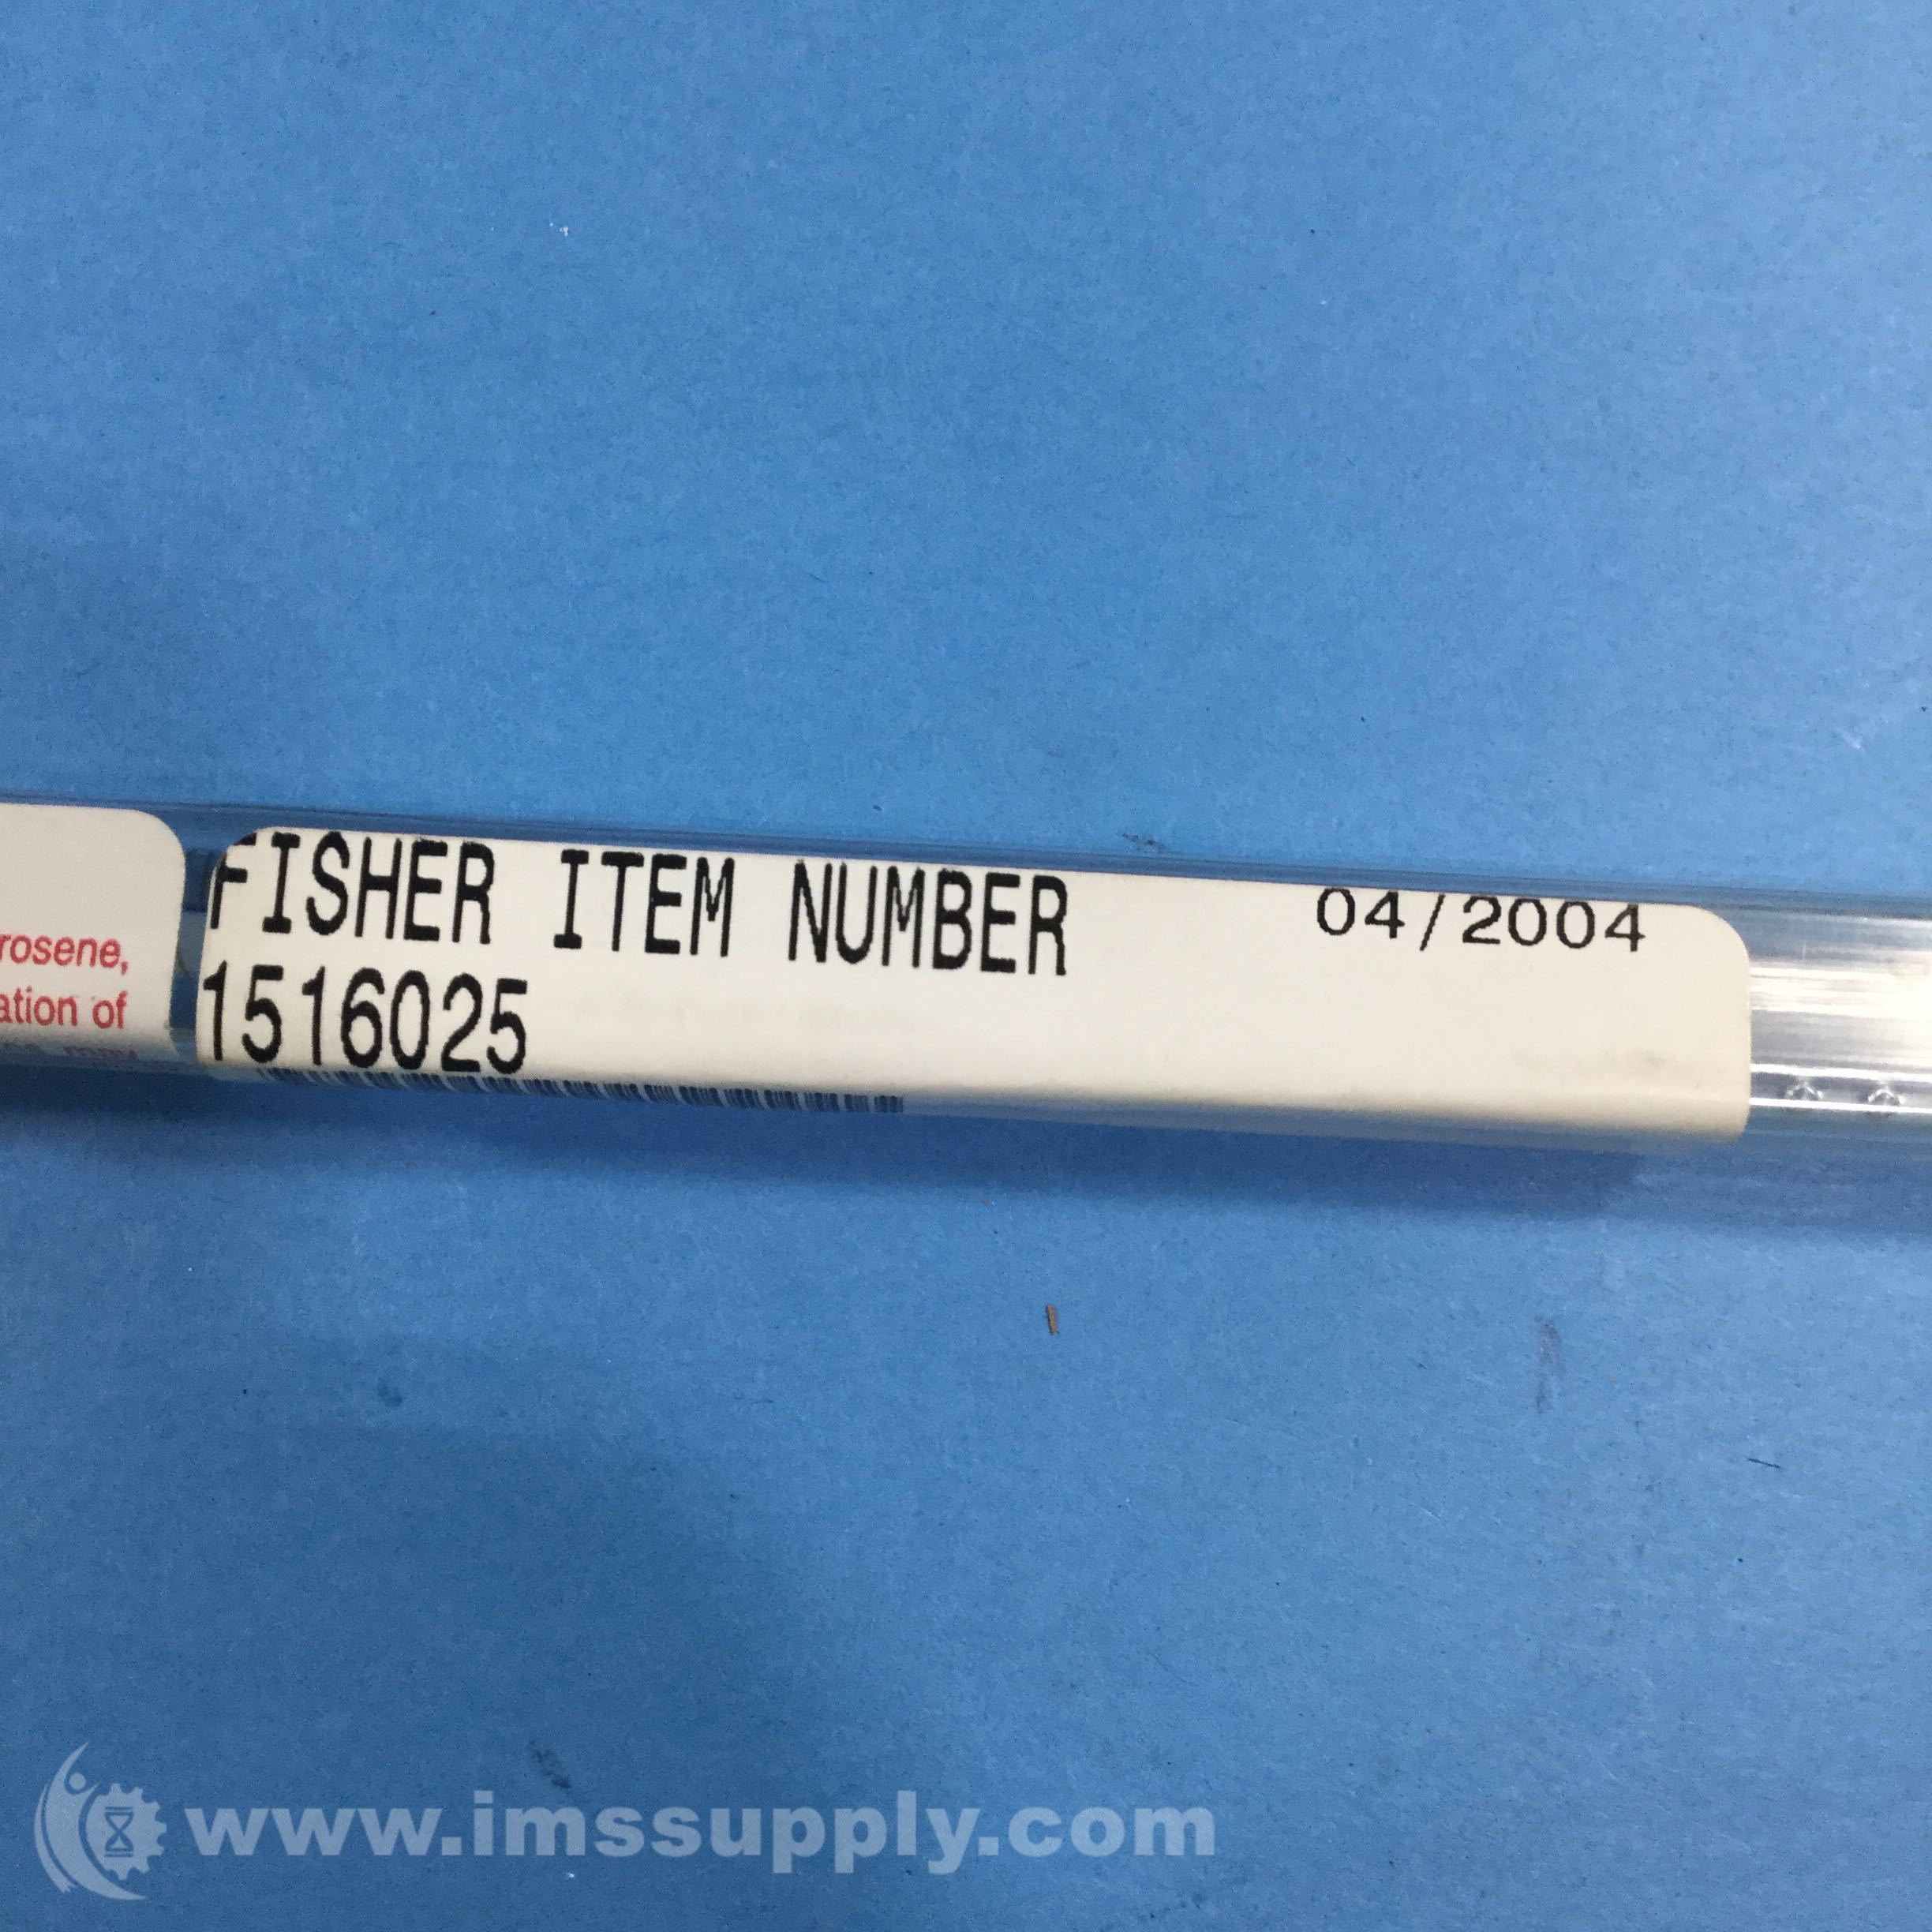 rosene,
ation of
FISHER ITEM NUMBER 04/2004
1516025
www.imssupply.com